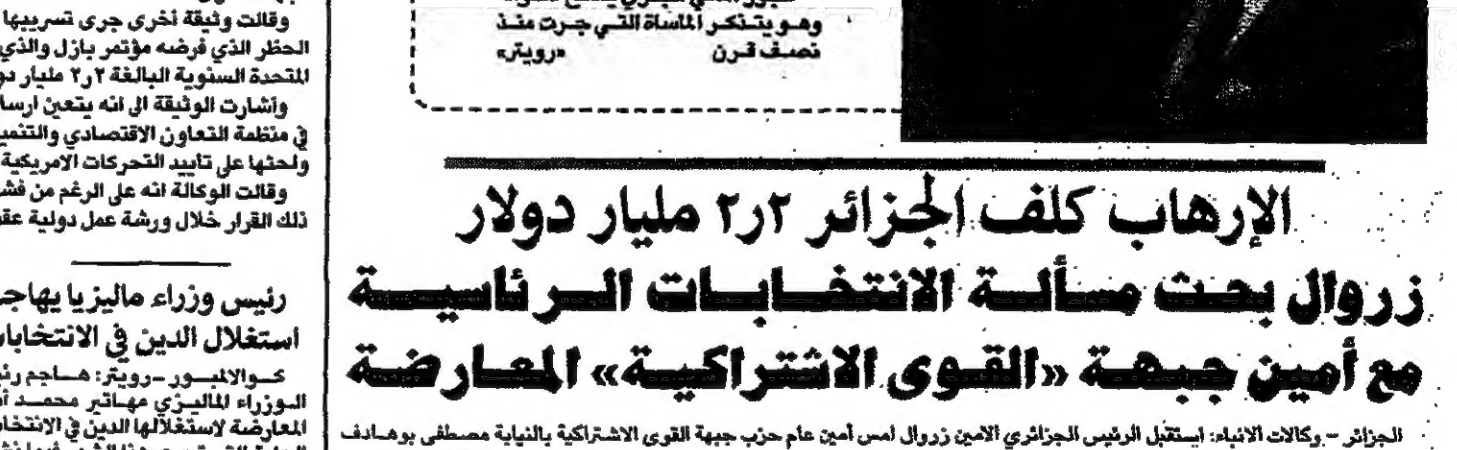 وهو يتذكر المأساة التي جرت منذ
نصف قرن «رويتر»
الإرهاب كلف الجزائر ٢ر٢ مليار دولار
زروال بحث مسألة الانتخابات الرئاسية
مع أمين جبهة «القوى الاشتراكية» المعارضة
الجزائر - وكالات الانباء: استقبل الرئيس الجزائري الامين زروال امس أمين عام حزب جبهة القوى الاشتراكية بالنيابة مصطفى بوهادف
وقالت وثيقة أخرى جرى تسريبها
الحظر الذي فرضه مؤتمر بازل والذي
المتحدة السنوية البالغة ٢ر٢ مليار دو
وأشارت الوثيقة الى انه يتعين ارسا
في منظمة التعاون الاقتصادي والتنمي
ولحثها على تأييد التحركات الامريكية
وقالت الوكالة انه على الرغم من فش
ذلك القرار خلال ورشة عمل دولية عق
رئيس وزراء ماليزيا يهاجم
استغلال الدين في الانتخابات
كوالالمبور - رويتر: هاجم رئ
الوزراء الماليزي مهاتير محمد أ
المعارضة لاستغلالها الدين في الانتخا